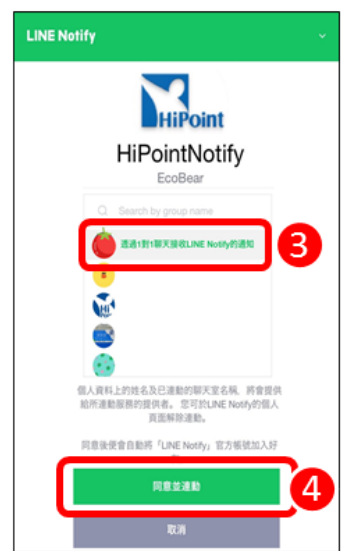 LINE Notify
HiPoint
HiPointNotify
EcoBear
Search by group name
透過1對1聊天接收LINE Notify的通知
3
個人資料上的姓名及已連動的聊天室名稱,將會提供
給所連動服務的提供者。您可於LINE Notify的個人
頁面解除連動。
同意後便會自動將「LINE Notify」官方帳號加入好
同意並連動
4
取消